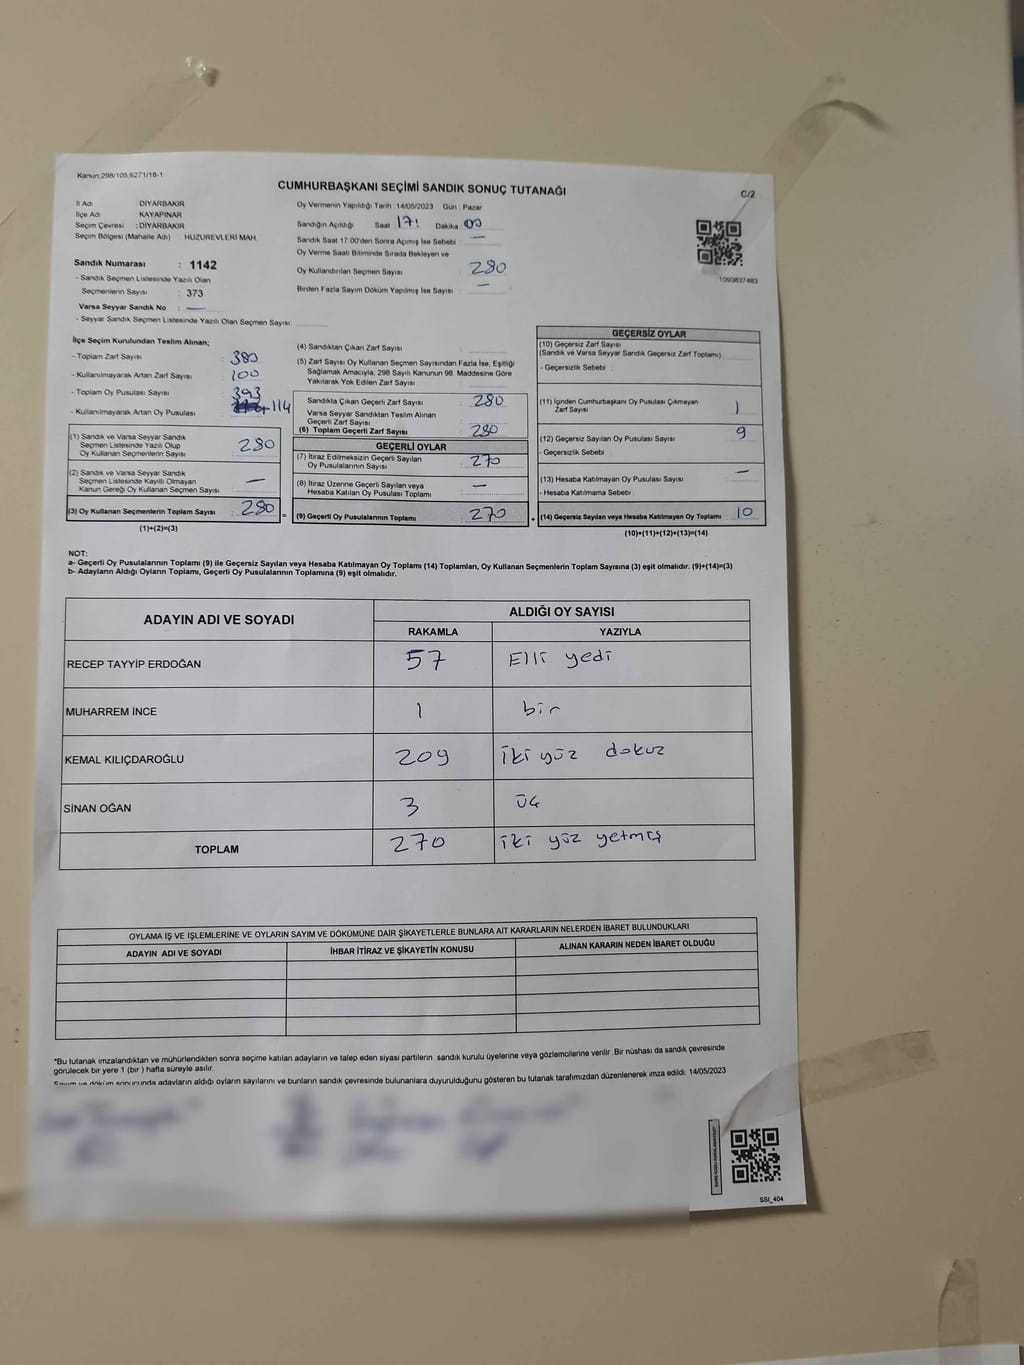 Kanun,298/105,6271/18-1
CUMHURBAŞKANI SEÇİMİ SANDIK SONUÇ TUTANAĞI
C/2
İl Adı DİYARBAKIR
İlçe Adı KAYAPINAR
Seçim Çevresi : DİYARBAKIR
Seçim Bölgesi (Mahalle Adı) HUZUREVLERİ MAH.
Sandık Numarası : 1142
- Sandık Seçmen Listesinde Yazılı Olan
Seçmenlerin Sayısı : 373
Varsa Seyyar Sandık No : —
- Seyyar Sandık Seçmen Listesinde Yazılı Olan Seçmen Sayısı:
Oy Vermenin Yapıldığı Tarih : 14/05/2023 Gün : Pazar
Sandığın Açıldığı Saat 17: Dakika 00
Sandık Saat 17.00'den Sonra Açımış İse Sebebi : —
Oy Verme Saati Bitiminde Sırada Bekleyen ve
Oy Kullandırılan Seçmen Sayısı 280
Birden Fazla Sayım Döküm Yapılmış İse Sayısı : —
1093837483
İlçe Seçim Kurulundan Teslim Alınan;
- Toplam Zarf Sayısı 380
- Kullanılmayarak Artan Zarf Sayısı 100
- Toplam Oy Pusulası Sayısı 393
- Kullanılmayarak Artan Oy Pusulası 114
(1) Sandık ve Varsa Seyyar Sandık
Seçmen Listesinde Yazılı Olup
Oy Kullanan Seçmenlerin Sayısı 280
(2) Sandık ve Varsa Seyyar Sandık
Seçmen Listesinde Kayıtlı Olmayan
Kanun Gereği Oy Kullanan Seçmen Sayısı —
(3) Oy Kullanan Seçmenlerin Toplam Sayısı 280
=
(1)+(2)=(3)
(4) Sandıktan Çıkan Zarf Sayısı
(5) Zarf Sayısı Oy Kullanan Seçmen Sayısından Fazla İse, Eşitliği
Sağlamak Amacıyla; 298 Sayılı Kanunun 98. Maddesine Göre
Yakılarak Yok Edilen Zarf Sayısı
Sandıkta Çıkan Geçerli Zarf Sayısı : 280
Varsa Seyyar Sandıktan Teslim Alınan
Geçerli Zarf Sayısı
(6) Toplam Geçerli Zarf Sayısı 280
GEÇERLİ OYLAR
(7) İtiraz Edilmeksizin Geçerli Sayılan
Oy Pusulalarının Sayısı : 270
(8) İtiraz Üzerine Geçerli Sayılan veya
Hesaba Katılan Oy Pusulası Toplamı : —
(9) Geçerli Oy Pusulalarının Toplamı : 270
+
GEÇERSİZ OYLAR
(10) Geçersiz Zarf Sayısı
(Sandık ve Varsa Seyyar Sandık Geçersiz Zarf Toplamı)
- Geçersizlik Sebebi :
(11) İçinden Cumhurbaşkanı Oy Pusulası Çıkmayan
Zarf Sayısı 1
(12) Geçersiz Sayılan Oy Pusulası Sayısı 9
- Geçersizlik Sebebi :
(13) Hesaba Katılmayan Oy Pusulası Sayısı —
- Hesaba Katılmama Sebebi :
(14) Geçersiz Sayılan veya Hesaba Katılmayan Oy Toplamı : 10
(10)+(11)+(12)+(13)=(14)
NOT:
a- Geçerli Oy Pusulalarının Toplamı (9) ile Geçersiz Sayılan veya Hesaba Katılmayan Oy Toplamı (14) Toplamları, Oy Kullanan Seçmenlerin Toplam Sayısına (3) eşit olmalıdır. (9)+(14)=(3)
b- Adayların Aldığı Oyların Toplamı, Geçerli Oy Pusulalarının Toplamına (9) eşit olmalıdır.
ADAYIN ADI VE SOYADI
ALDIĞI OY SAYISI
RAKAMLA YAZIYLA
RECEP TAYYİP ERDOĞAN 57 Elli yedi
MUHARREM İNCE 1 bir
KEMAL KILIÇDAROĞLU 209 iki yüz dokuz
SİNAN OĞAN 3 üç
TOPLAM 270 iki yüz yetmiş
OYLAMA İŞ VE İŞLEMLERİNE VE OYLARIN SAYIM VE DÖKÜMÜNE DAİR ŞİKAYETLERLE BUNLARA AİT KARARLARIN NELERDEN İBARET BULUNDUKLARI
ADAYIN ADI VE SOYADI İHBAR İTİRAZ VE ŞİKAYETİN KONUSU ALINAN KARARIN NEDEN İBARET OLDUĞU
*Bu tutanak imzalandıktan ve mühürlendikten sonra seçime katılan adayların ve talep eden siyasi partilerin sandık kurulu üyelerine veya gözlemcilerine verilir .Bir nüshası da sandık çevresinde
görülecek bir yere 1 (bir ) hafta süreyle asılır.
Sayım ve döküm sonucunda adayların aldığı oyların sayılarını ve bunların sandık çevresinde bulunanlara duyurulduğunu gösteren bu tutanak tarafımızdan düzenlenerek imza edildi. 14/05/2023
SSI_404